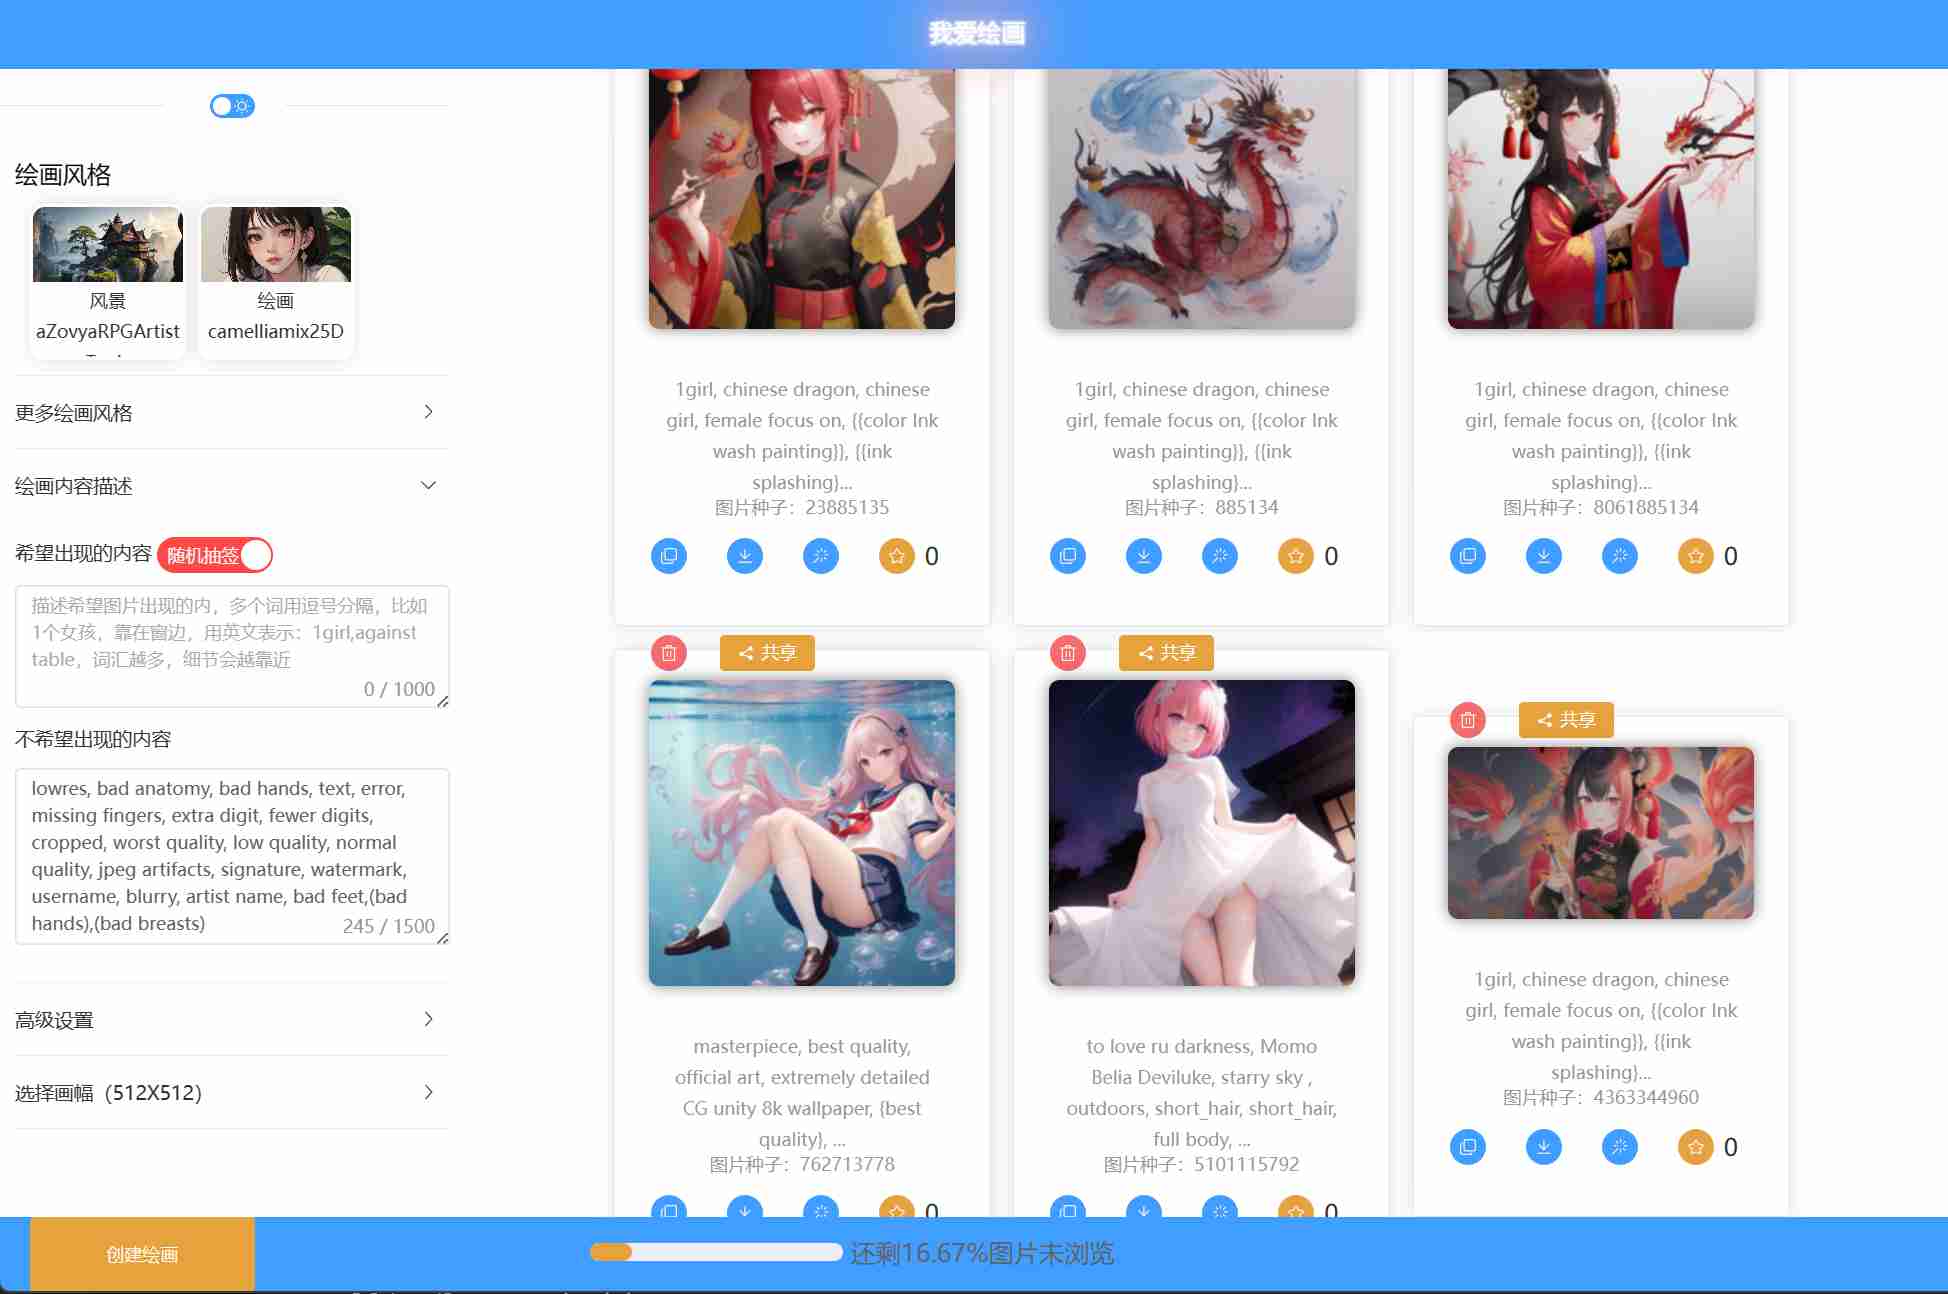 我爱绘画
绘画风格
风景
aZovyaRPGArtist
绘画
camelliamix25D
更多绘画风格
绘画内容描述
希望出现的内容 随机抽签
描述希望图片出现的内，多个词用逗号分隔，比如
1个女孩，靠在窗边，用英文表示：1girl,against
table，词汇越多，细节会越靠近
0 / 1000
不希望出现的内容
lowres, bad anatomy, bad hands, text, error,
missing fingers, extra digit, fewer digits,
cropped, worst quality, low quality, normal
quality, jpeg artifacts, signature, watermark,
username, blurry, artist name, bad feet,(bad
hands),(bad breasts)
245 / 1500
高级设置
选择画幅（512X512）
1girl, chinese dragon, chinese
girl, female focus on, {{color Ink
wash painting}}, {{ink
splashing}...
图片种子：23885135
0
1girl, chinese dragon, chinese
girl, female focus on, {{color Ink
wash painting}}, {{ink
splashing}...
图片种子：885134
0
1girl, chinese dragon, chinese
girl, female focus on, {{color Ink
wash painting}}, {{ink
splashing}...
图片种子：8061885134
0
共享
masterpiece, best quality,
official art, extremely detailed
CG unity 8k wallpaper, {best
quality}, ...
图片种子：762713778
0
共享
to love ru darkness, Momo
Belia Deviluke, starry sky ,
outdoors, short_hair, short_hair,
full body, ...
图片种子：5101115792
0
共享
1girl, chinese dragon, chinese
girl, female focus on, {{color Ink
wash painting}}, {{ink
splashing}...
图片种子：4363344960
0
创建绘画
还剩16.67%图片未浏览